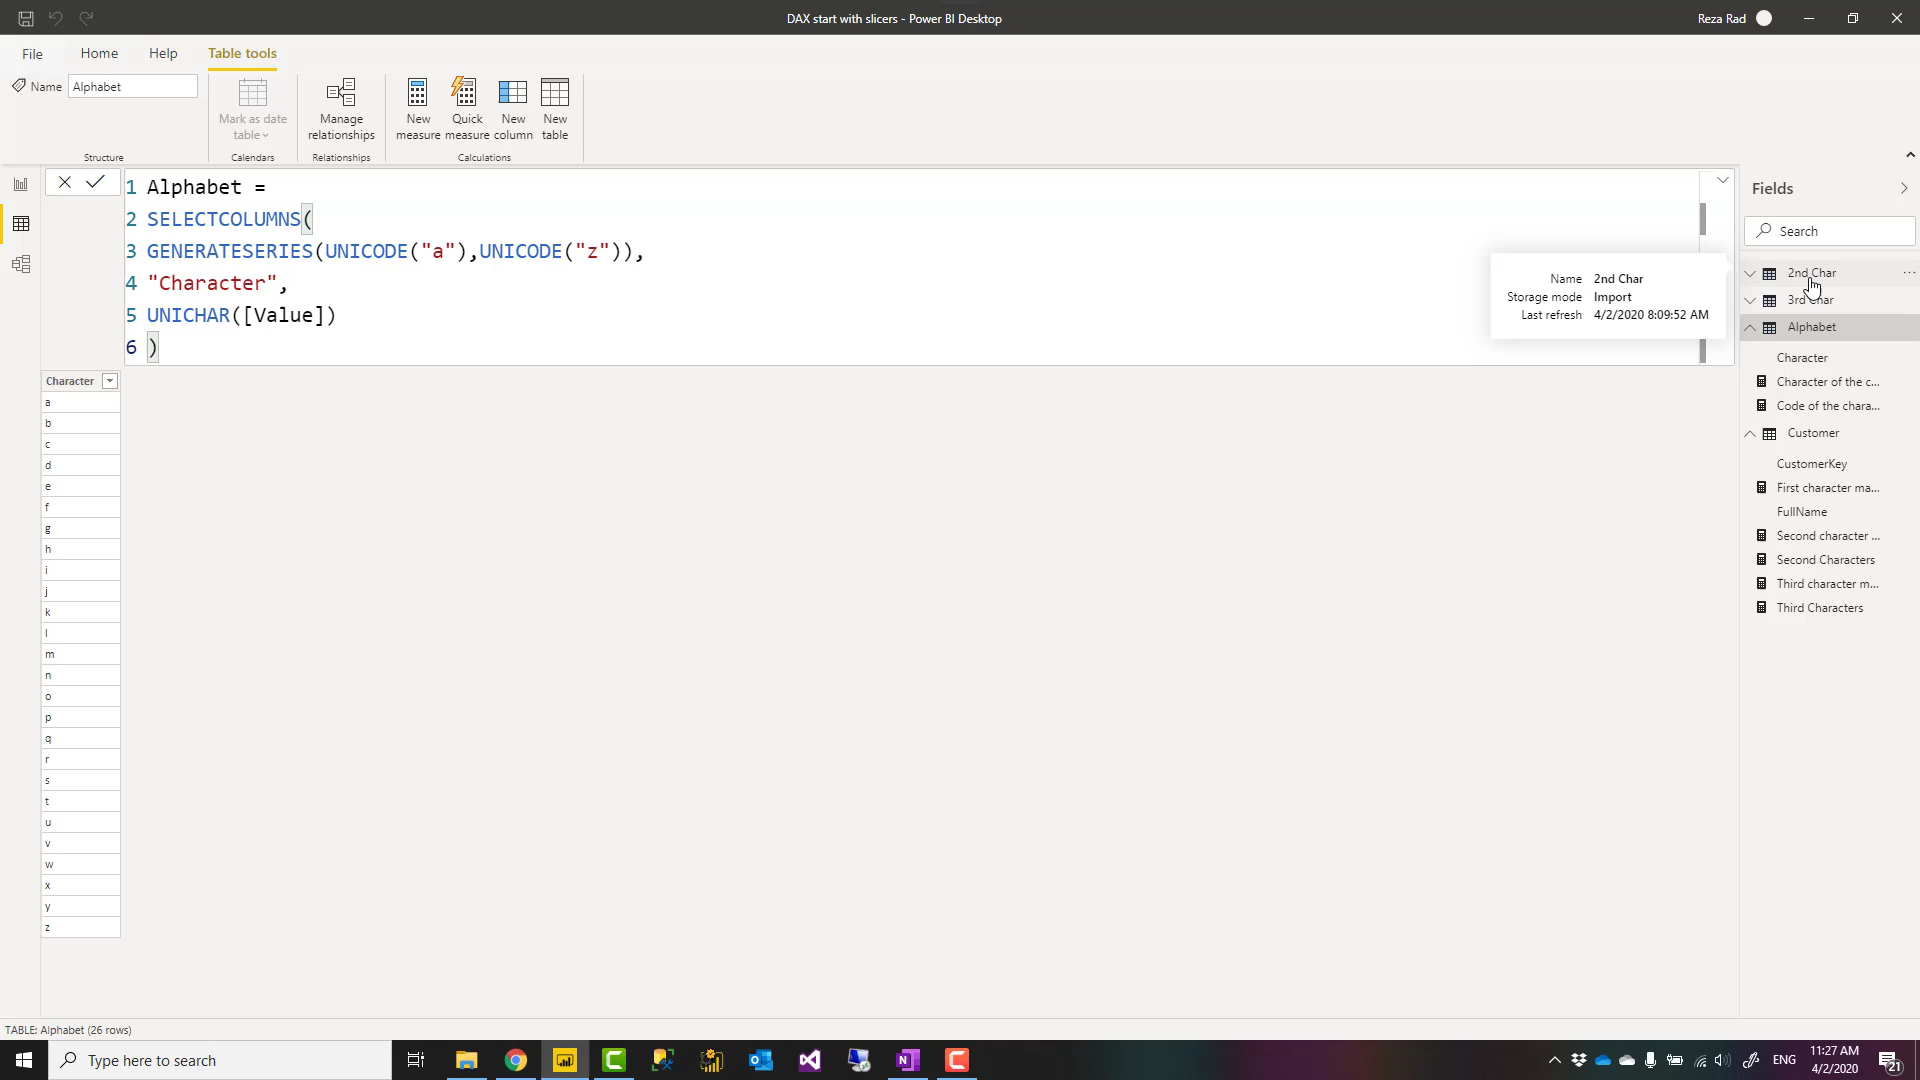 DAX start with slicers - Power BI Desktop
Reza Rad
File
Home
Help
Table tools
Name
Alphabet
Mark as date
table
Manage
relationships
New
measure
Quick
measure
New
column
New
table
Structure
Calendars
Relationships
Calculations
1 Alphabet =
2 SELECTCOLUMNS(
3 GENERATESERIES(UNICODE("a"),UNICODE("z")),
4 "Character",
5 UNICHAR([Value])
6 )
Character
a
b
c
d
e
f
g
h
i
j
k
l
m
n
o
p
q
r
s
t
u
v
w
x
y
z
Name 2nd Char
Storage mode Import
Last refresh 4/2/2020 8:09:52 AM
Fields
Search
2nd Char
3rd Char
Alphabet
Character
Character of the c...
Code of the chara...
Customer
CustomerKey
First character ma...
FullName
Second character ...
Second Characters
Third character m...
Third Characters
TABLE: Alphabet (26 rows)
Type here to search
ENG
11:27 AM
4/2/2020
21